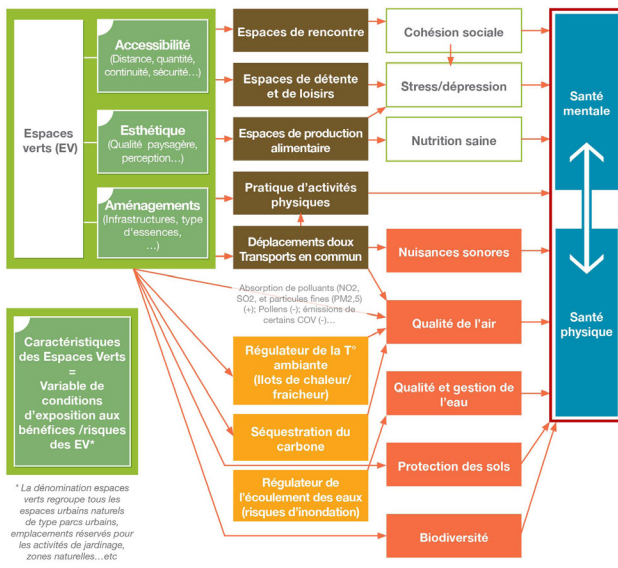 Espaces
verts (EV)
Accessibilité
(Distance, quantité,
continuité, sécurité…)
Esthétique
(Qualité paysagère,
perception…)
Aménagements
(Infrastructures, type
d'essences,
…)
Espaces de rencontre
Espaces de détente
et de loisirs
Espaces de production
alimentaire
Pratique d'activités
physiques
Déplacements doux
Transports en commun
Cohésion sociale
Stress/dépression
Nutrition saine
Santé
mentale
Santé
physique
Nuisances sonores
Absorption de polluants (NO2,
SO2, et particules fines (PM2,5)
(+); Pollens (-); émissions de
certains COV (-)…
Qualité de l'air
Régulateur de la T°
ambiante
(Ilots de chaleur/
fraicheur)
Qualité et gestion de
l'eau
Séquestration du
carbone
Protection des sols
Régulateur de
l'écoulement des eaux
(risques d'inondation)
Biodiversité
Caractéristiques
des Espaces Verts
=
Variable de
conditions
d'exposition aux
bénéfices /risques
des EV*
* La dénomination espaces
verts regroupe tous les
espaces urbains naturels
de type parcs urbains,
emplacements réservés pour
les activités de jardinage,
zones naturelles…etc